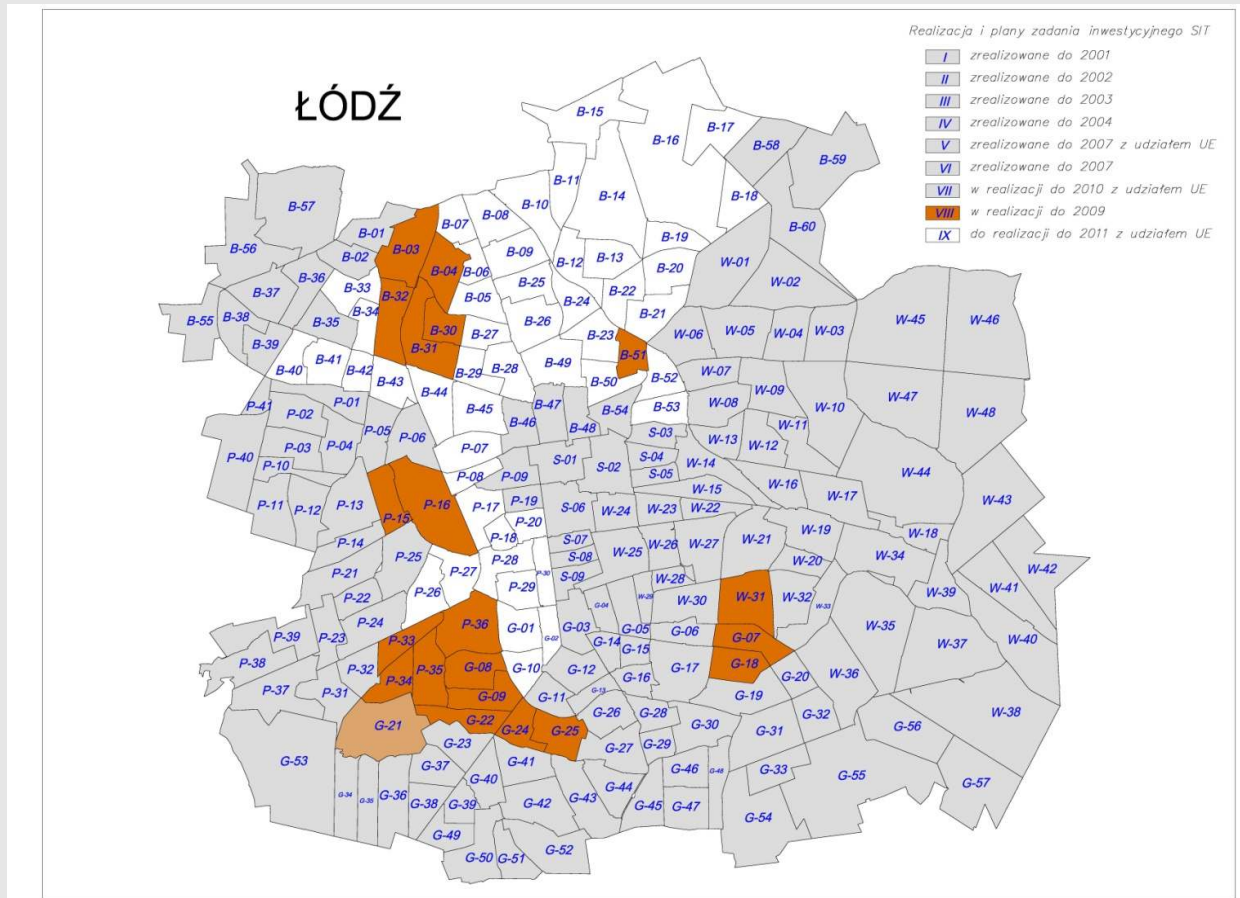 ŁÓDŹ
Realizacja i plany zadania inwestycyjnego SIT
I zrealizowane do 2001
II zrealizowane do 2002
III zrealizowane do 2003
IV zrealizowane do 2004
V zrealizowane do 2007 z udziałem UE
VI zrealizowane do 2007
VII w realizacji do 2010 z udziałem UE
VIII w realizacji do 2009
IX do realizacji do 2011 z udziałem UE
B-15
B-16 B-17
B-58 B-59
B-11 B-14 B-18
B-57 B-10
B-07 B-08 B-60
B-01 B-19
B-56 B-02 B-03 B-09 B-12 B-13
B-04 B-06 B-20 W-01
B-36 B-33 B-25 B-22 W-02
B-37 B-32 B-05 B-24
B-34 B-21
B-55 B-38 B-35 B-30 B-27 B-26 B-23 W-06 W-05 W-04 W-03 W-45 W-46
B-39 B-31 B-51
B-40 B-41 B-42 B-43 B-29 B-28 B-49 B-50 B-52 W-07
B-44 W-09 W-47
P-41 P-01 B-45 B-47 B-54 B-53 W-08 W-10 W-48
P-02 P-05 B-46 B-48 W-11
P-40 P-03 P-04 P-06 P-07 S-03 W-13 W-12
P-10 S-01 S-02 S-04 W-14 W-44
P-08 P-09 S-05
P-11 P-12 P-13 P-15 P-16 P-17 P-19 S-06 W-15 W-16 W-17 W-43
P-20 W-24 W-23 W-22
P-14 P-18 S-07 W-21 W-19 W-18
P-25 P-28 S-08 W-25 W-26 W-27 W-34
P-21 P-27 P-30 S-09 W-20 W-42
P-22 P-26 P-29 W-28 W-41
G-04 W-29 W-30 W-31 W-32 W-33 W-39
P-39 P-23 P-24 P-33 P-36 G-01 G-02 G-03 G-05 G-06 G-07 W-35 W-37 W-40
P-38 G-14 G-15
P-32 P-34 P-35 G-08 G-10 G-12 G-16 G-17 G-18 G-20 W-36
P-37 P-31 G-09 G-11 G-13 G-19
G-21 G-22 G-24 G-25 G-26 G-28 G-30 G-31 G-32 G-56 W-38
G-53 G-23 G-27 G-29
G-37 G-40 G-41 G-46 G-48 G-33 G-55 G-57
G-34 G-35 G-36 G-38 G-39 G-42 G-43 G-44 G-45 G-47
G-49 G-54
G-50 G-51 G-52